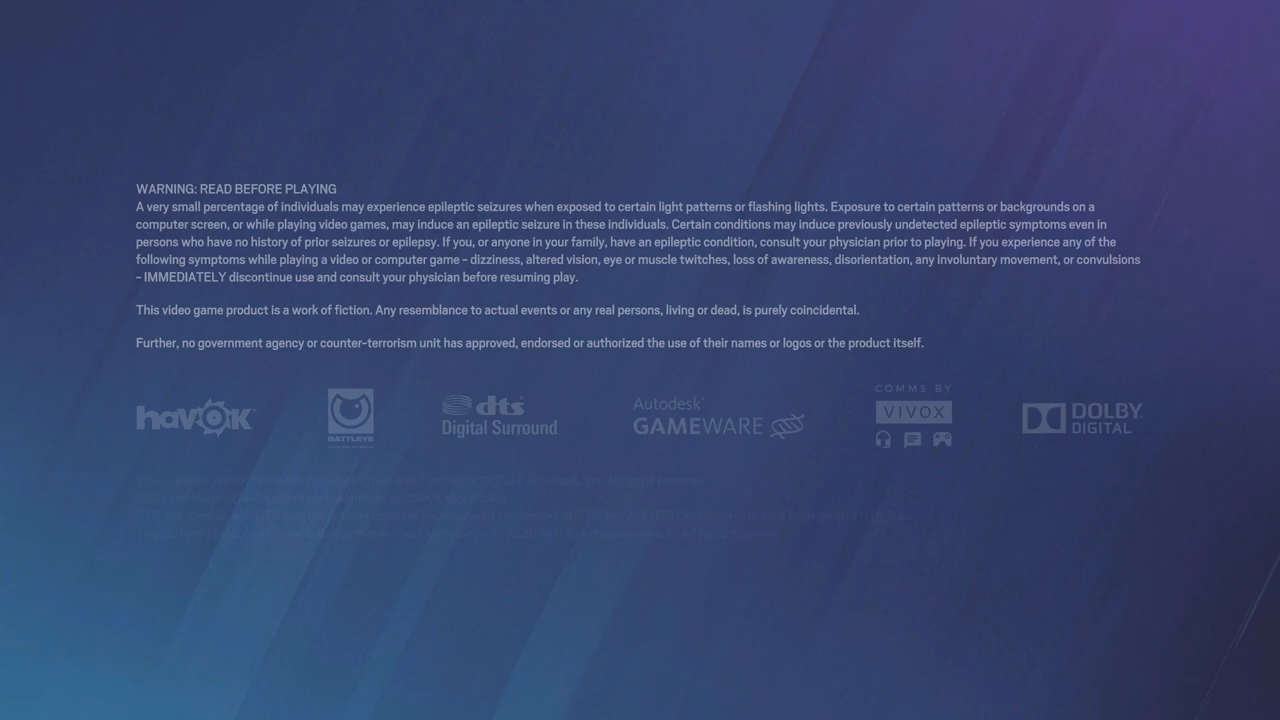 WARNING: READ BEFORE PLAYING
A very small percentage of individuals may experience epileptic seizures when exposed to certain light patterns or flashing lights. Exposure to certain patterns or backgrounds on a
computer screen, or while playing video games, may induce an epileptic seizure in these individuals. Certain conditions may induce previously undetected epileptic symptoms even in
persons who have no history of prior seizures or epilepsy. If you, or anyone in your family, have an epileptic condition, consult your physician prior to playing. If you experience any of the
following symptoms while playing a video or computer game - dizziness, altered vision, eye or muscle twitches, loss of awareness, disorientation, any involuntary movement, or convulsions
- IMMEDIATELY discontinue use and consult your physician before resuming play.
This video game product is a work of fiction. Any resemblance to actual events or any real persons, living or dead, is purely coincidental.
Further, no government agency or counter-terrorism unit has approved, endorsed or authorized the use of their names or logos or the product itself.
havok
BATTLEYE
dts
Digital Surround
Autodesk
GAMEWARE
COMMS BY
VIVOX
DOLBY
DIGITAL